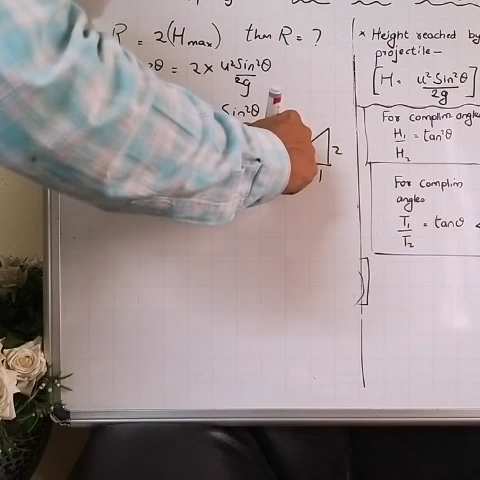 R = 2(Hmax) then R = ?
2θ = 2 × u²Sin²θ
2g
Sin²θ
2
1
* Height reached by
projectile –
[H = u²Sin²θ / 2g]
For complim angles
H₁ = tan²θ
H₂
For complim
angles
T₁ = tanθ
T₂